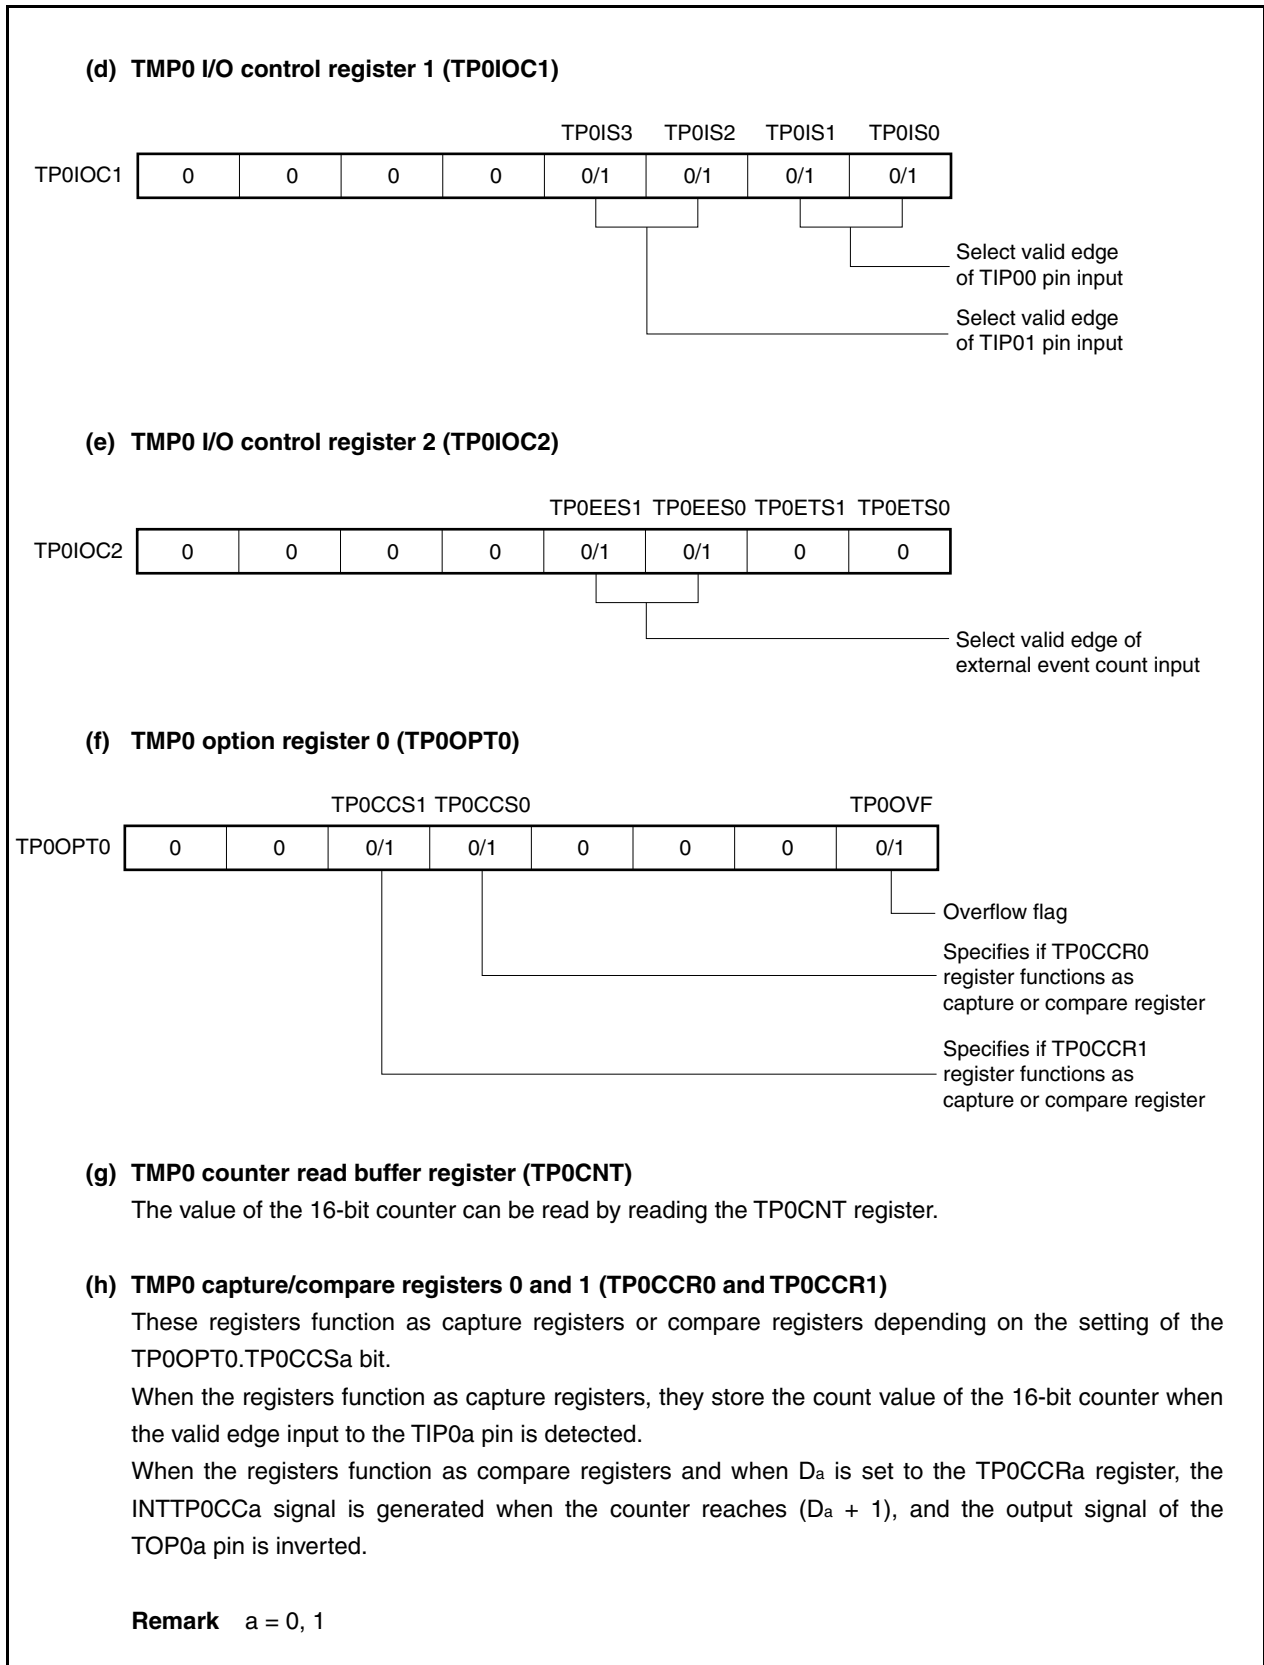 (d) TMP0 I/O control register 1 (TP0IOC1)
TP0IS3 TP0IS2 TP0IS1 TP0IS0
TP0IOC1 0 0 0 0 0/1 0/1 0/1 0/1
Select valid edge
of TIP00 pin input
Select valid edge
of TIP01 pin input
(e) TMP0 I/O control register 2 (TP0IOC2)
TP0EES1 TP0EES0 TP0ETS1 TP0ETS0
TP0IOC2 0 0 0 0 0/1 0/1 0 0
Select valid edge of
external event count input
(f) TMP0 option register 0 (TP0OPT0)
TP0CCS1 TP0CCS0 TP0OVF
TP0OPT0 0 0 0/1 0/1 0 0 0 0/1
Overflow flag
Specifies if TP0CCR0
register functions as
capture or compare register
Specifies if TP0CCR1
register functions as
capture or compare register
(g) TMP0 counter read buffer register (TP0CNT)
The value of the 16-bit counter can be read by reading the TP0CNT register.
(h) TMP0 capture/compare registers 0 and 1 (TP0CCR0 and TP0CCR1)
These registers function as capture registers or compare registers depending on the setting of the
TP0OPT0.TP0CCSa bit.
When the registers function as capture registers, they store the count value of the 16-bit counter when
the valid edge input to the TIP0a pin is detected.
When the registers function as compare registers and when Da is set to the TP0CCRa register, the
INTTP0CCa signal is generated when the counter reaches (Da + 1), and the output signal of the
TOP0a pin is inverted.
Remark a = 0, 1